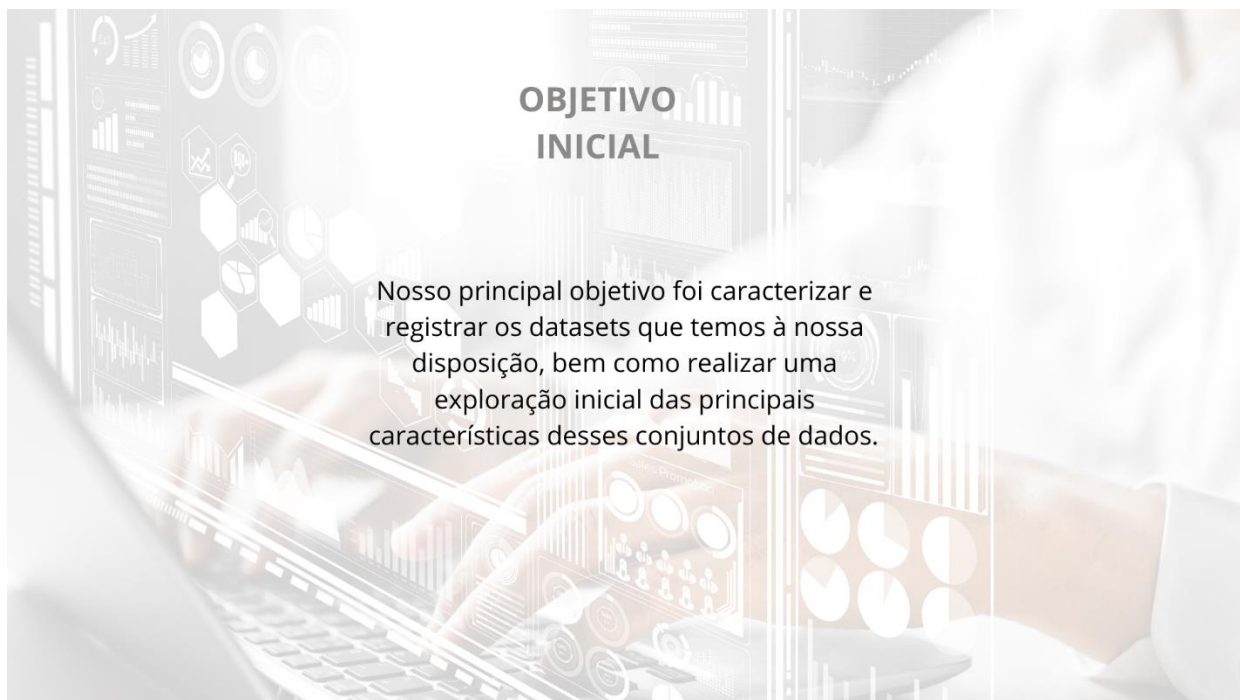 OBJETIVO
INICIAL
Nosso principal objetivo foi caracterizar e
registrar os datasets que temos à nossa
disposição, bem como realizar uma
exploração inicial das principais
características desses conjuntos de dados.